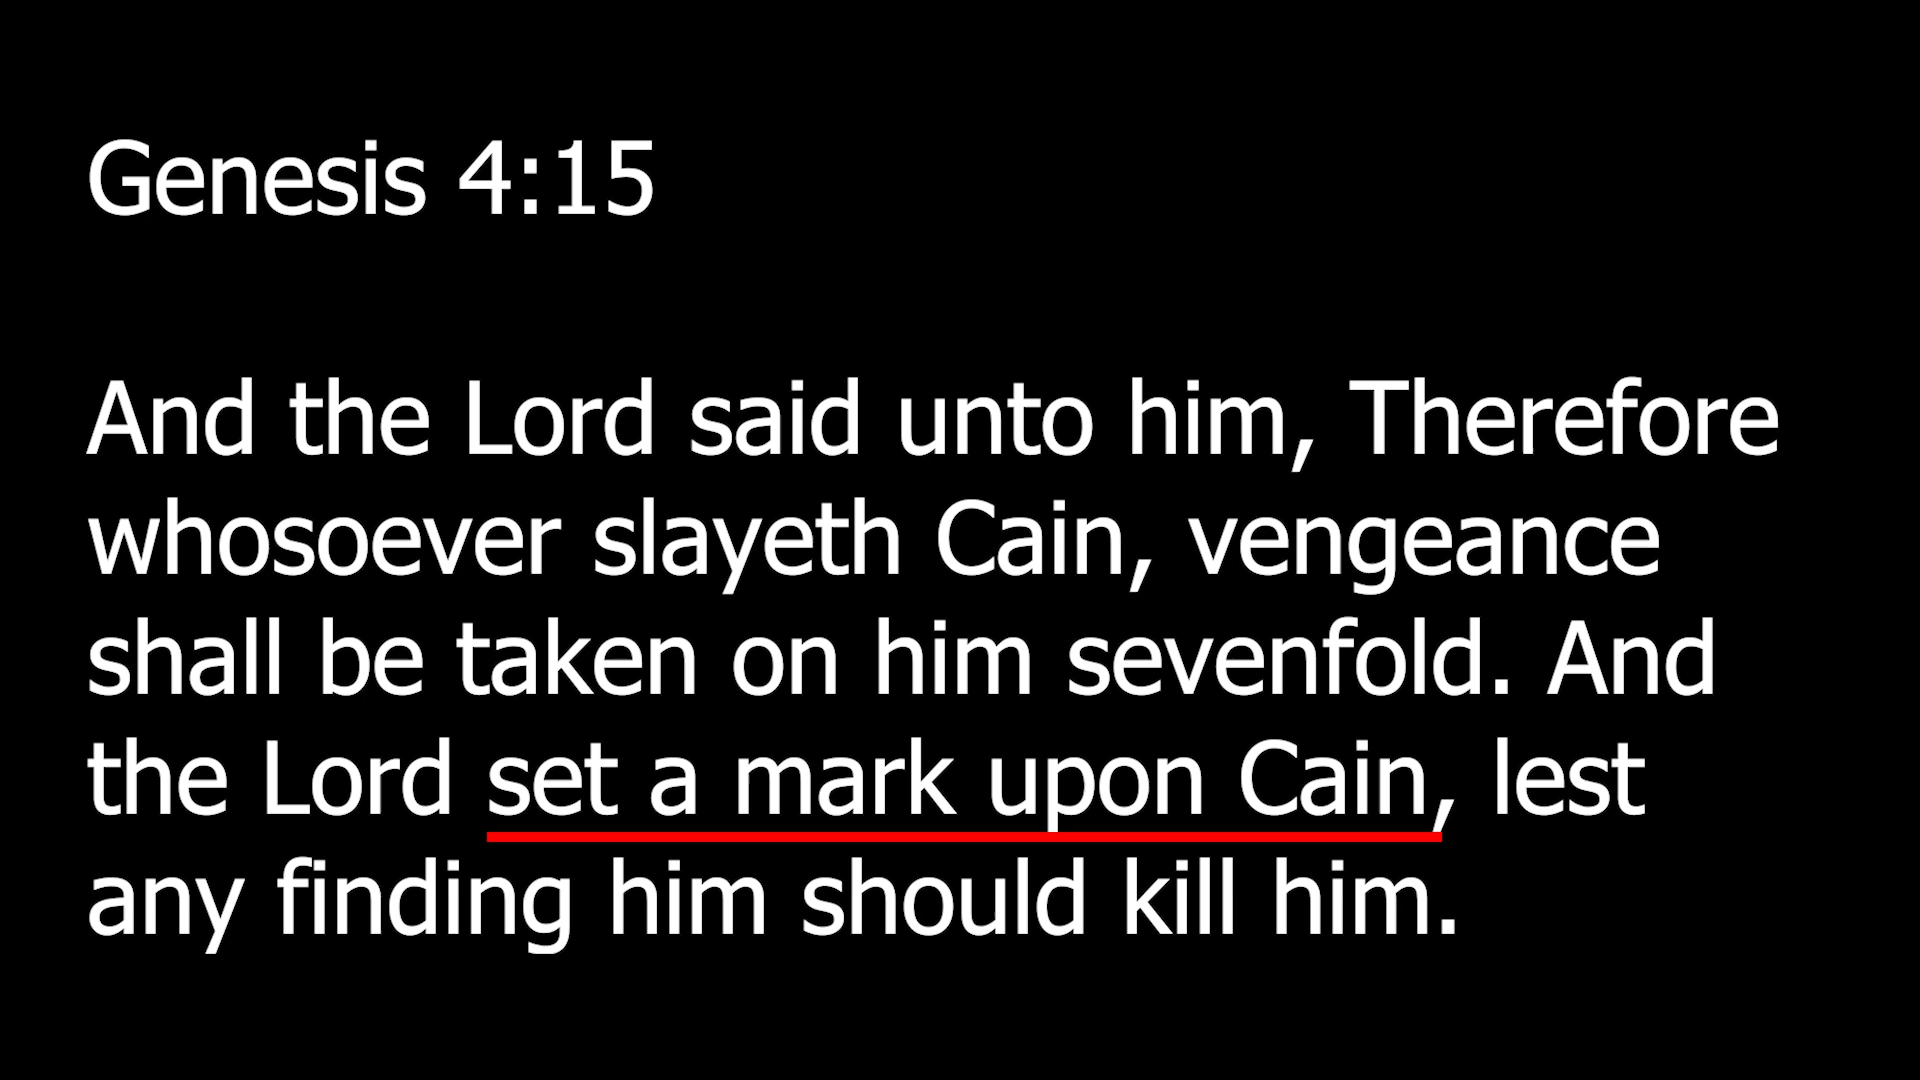 Genesis 4:15
And the Lord said unto him, Therefore
whosoever slayeth Cain, vengeance
shall be taken on him sevenfold. And
the Lord set a mark upon Cain, lest
any finding him should kill him.